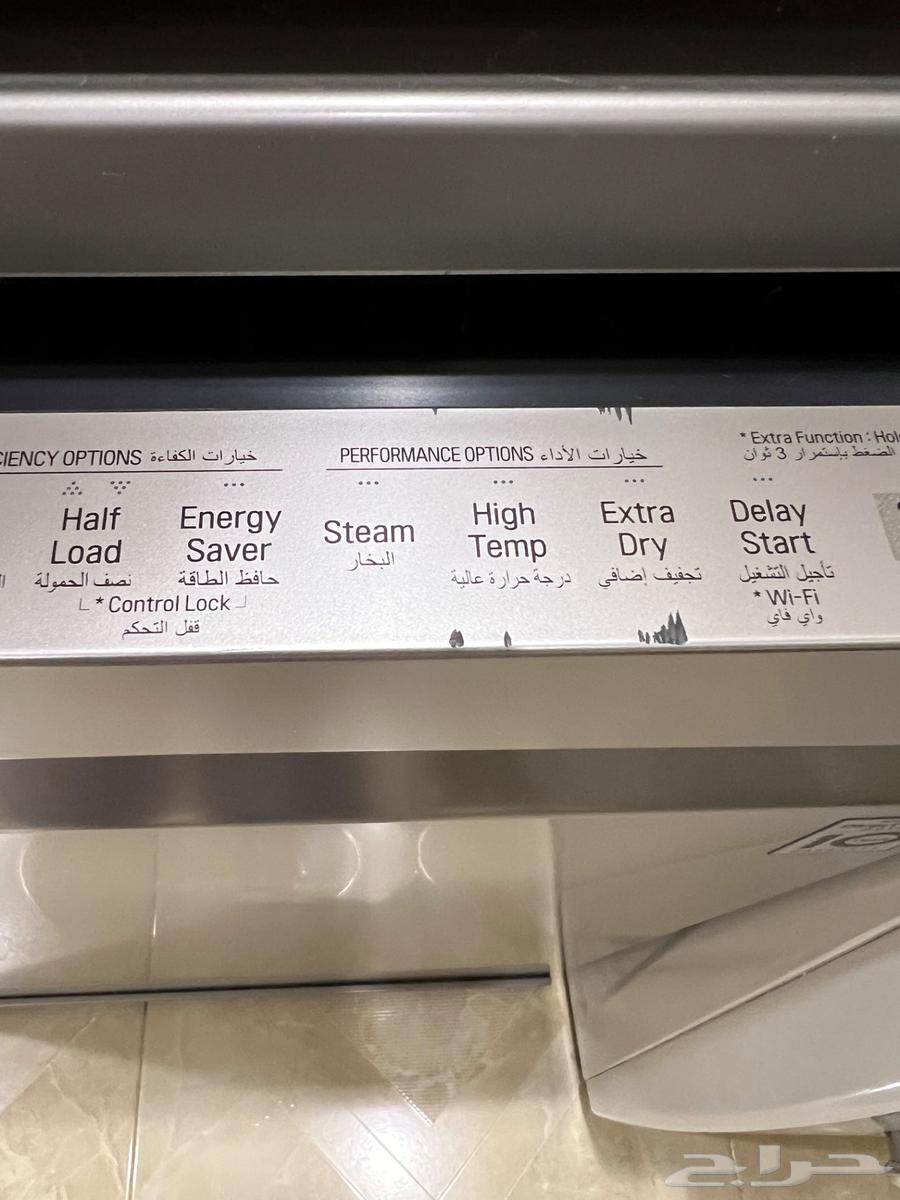 CIENCY OPTIONS خيارات الكفاءة
PERFORMANCE OPTIONS خيارات الأداء
* Extra Function : Hol
الضغط بإستمرار 3 ثوان
Half Load
نصف الحمولة
Energy Saver
حافظ الطاقة
* Control Lock
قفل التحكم
Steam
البخار
High Temp
درجة حرارة عالية
Extra Dry
تجفيف إضافي
Delay Start
تأجيل التشغيل
* Wi-Fi
واي فاي
حراج